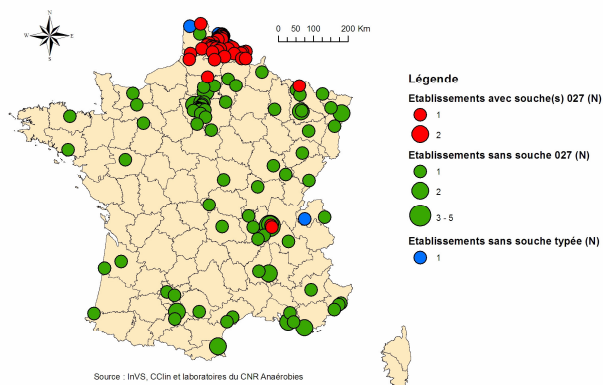 N
W
E
S
0 50 100 200 Km
Légende
Etablissements avec souche(s) 027 (N)
1
2
Etablissements sans souche 027 (N)
1
2
3 - 5
Etablissements sans souche typée (N)
1
Source : InVS, CClin et laboratoires du CNR Anaérobies